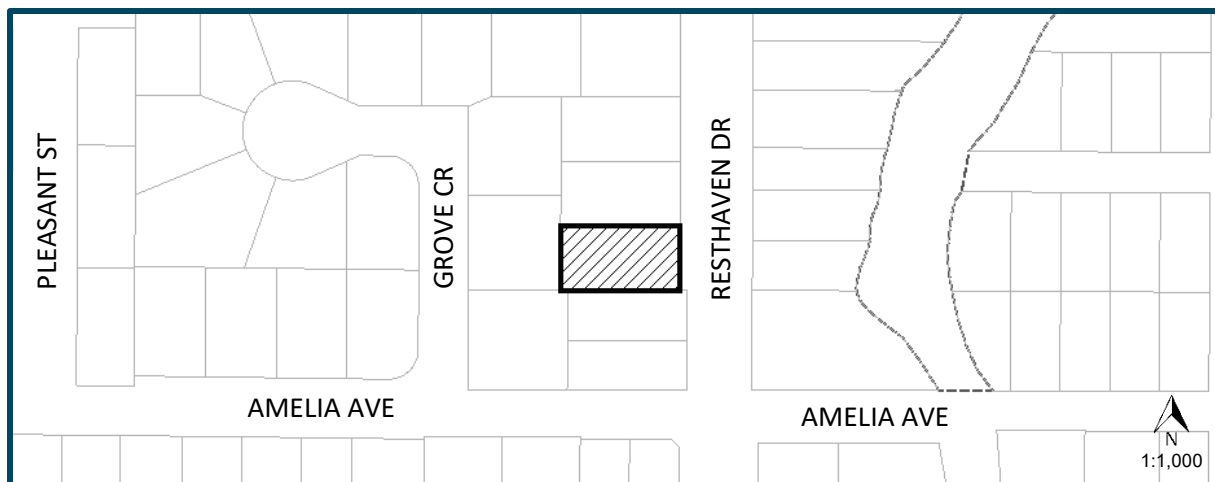 PLEASANT ST
GROVE CR
RESTHAVEN DR
AMELIA AVE
AMELIA AVE
N
1:1,000